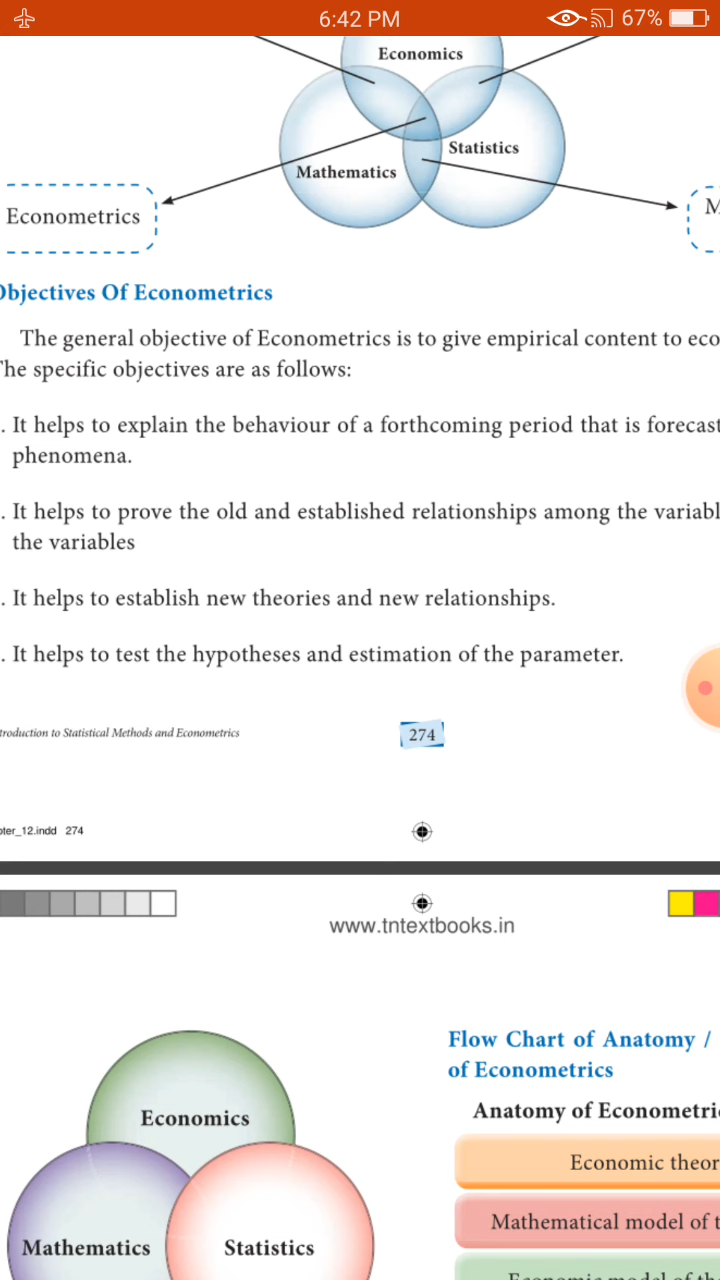 6:42 PM
67%
Economics
Statistics
Mathematics
Econometrics
Objectives Of Econometrics
The general objective of Econometrics is to give empirical content to eco
The specific objectives are as follows:
. It helps to explain the behaviour of a forthcoming period that is forecast
phenomena.
. It helps to prove the old and established relationships among the variabl
the variables
. It helps to establish new theories and new relationships.
. It helps to test the hypotheses and estimation of the parameter.
troduction to Statistical Methods and Econometrics
274
pter_12.indd 274
www.tntextbooks.in
Flow Chart of Anatomy /
of Econometrics
Economics
Anatomy of Econometri
Economic theor
Mathematical model of t
Mathematics
Statistics